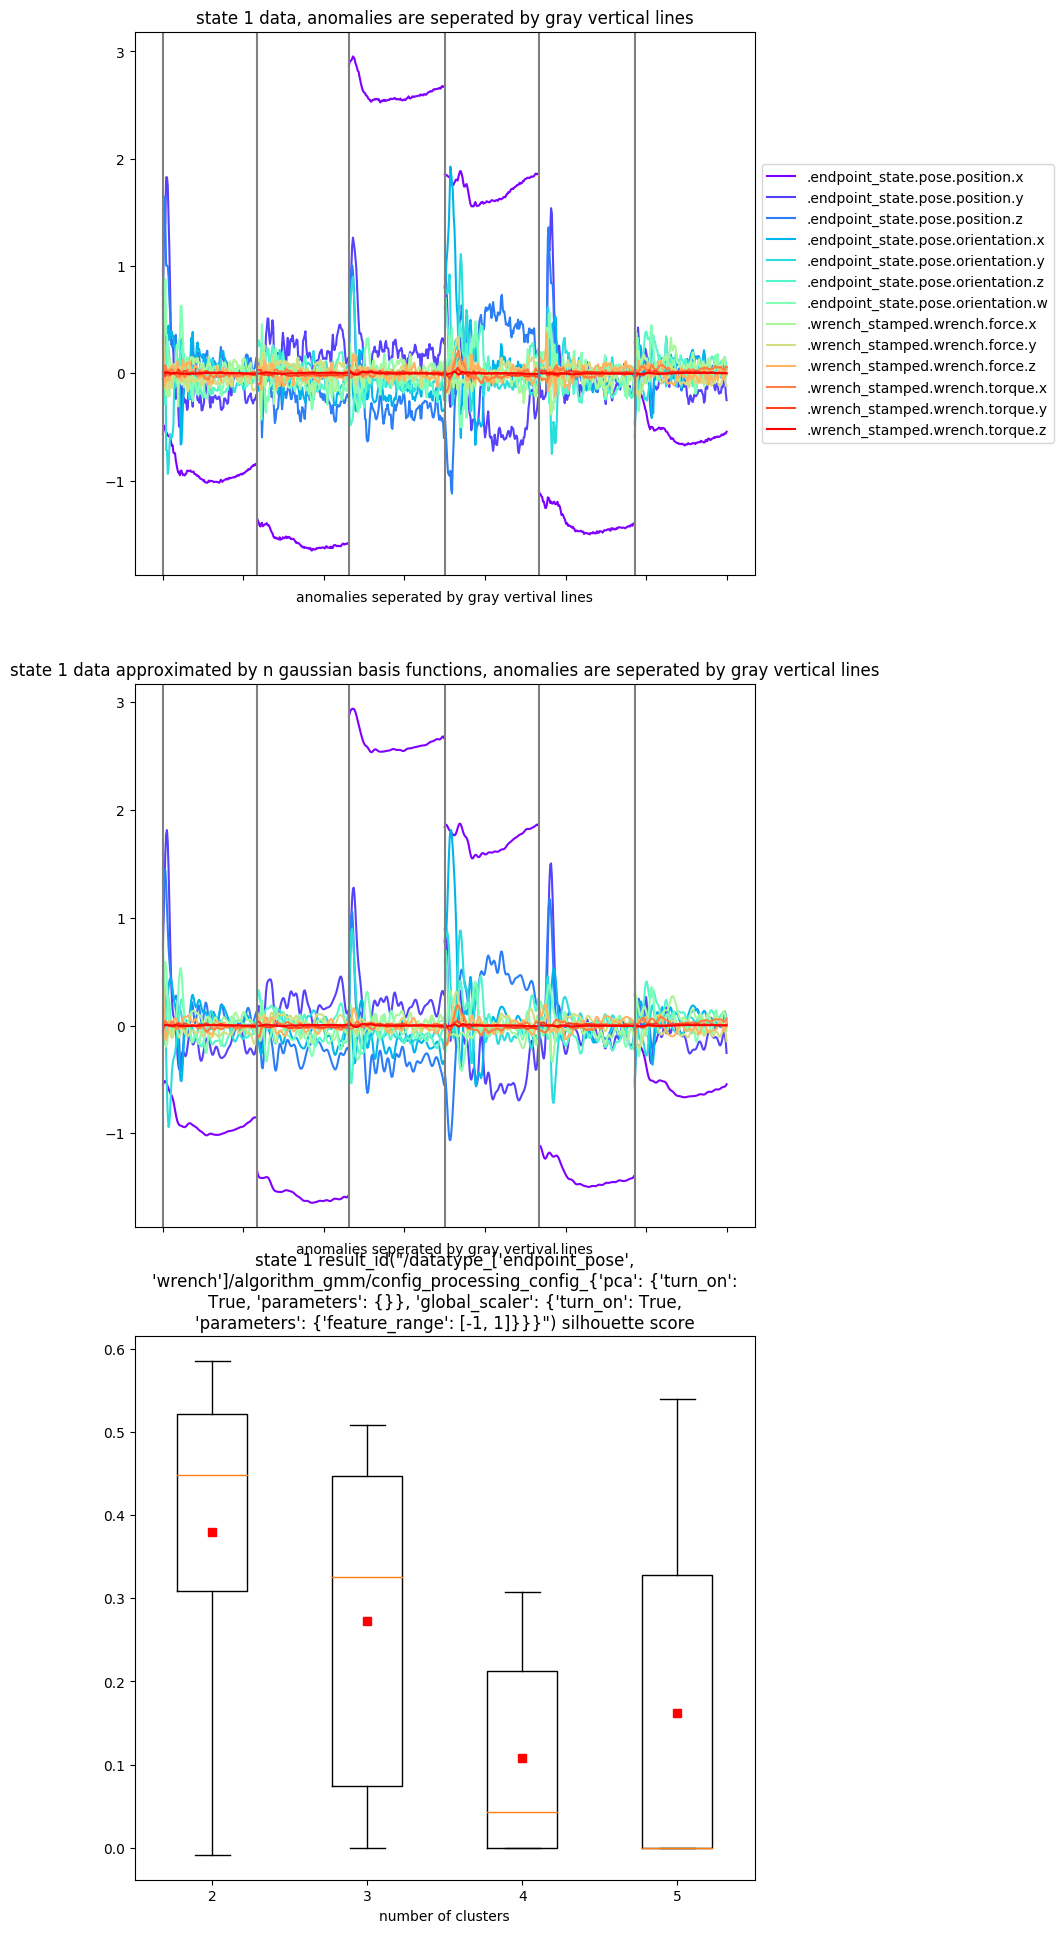 state 1 data, anomalies are seperated by gray vertical lines
3
2
1
0
−1
anomalies seperated by gray vertival lines
.endpoint_state.pose.position.x
.endpoint_state.pose.position.y
.endpoint_state.pose.position.z
.endpoint_state.pose.orientation.x
.endpoint_state.pose.orientation.y
.endpoint_state.pose.orientation.z
.endpoint_state.pose.orientation.w
.wrench_stamped.wrench.force.x
.wrench_stamped.wrench.force.y
.wrench_stamped.wrench.force.z
.wrench_stamped.wrench.torque.x
.wrench_stamped.wrench.torque.y
.wrench_stamped.wrench.torque.z
state 1 data approximated by n gaussian basis functions, anomalies are seperated by gray vertical lines
3
2
1
0
−1
anomalies seperated by gray vertival lines
state 1 result_id("/datatype_['endpoint_pose',
'wrench']/algorithm_gmm/config_processing_config_{'pca': {'turn_on':
True, 'parameters': {}}, 'global_scaler': {'turn_on': True,
'parameters': {'feature_range': [-1, 1]}}}") silhouette score
0.6
0.5
0.4
0.3
0.2
0.1
0.0
2 3 4 5
number of clusters